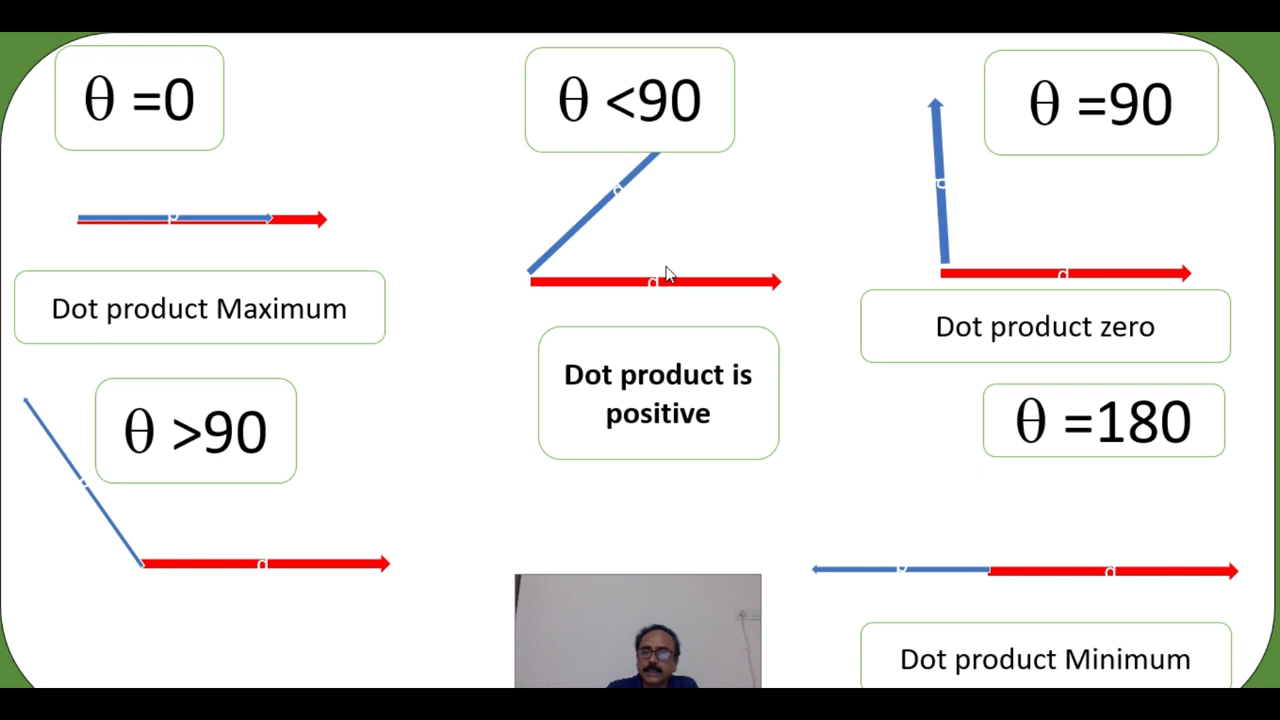 θ =0
θ <90
θ =90
d
d
Dot product Maximum
Dot product is
positive
Dot product zero
θ >90
θ =180
d
d
Dot product Minimum